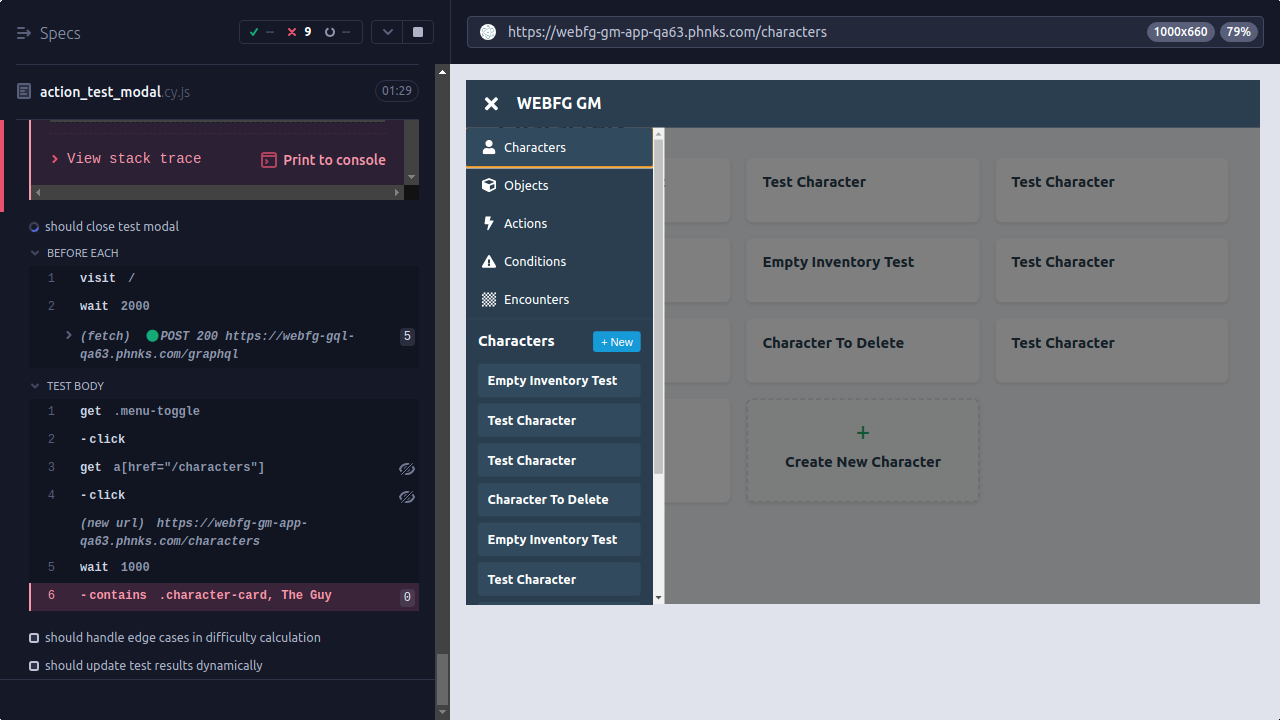 Specs
-- 9 --
action_test_modal.cy.js
01:29
View stack trace
Print to console
should close test modal
BEFORE EACH
1 visit /
2 wait 2000
(fetch) POST 200 https://webfg-gql-
qa63.phnks.com/graphql
5
TEST BODY
1 get .menu-toggle
2 -click
3 get a[href="/characters"]
4 -click
(new url) https://webfg-gm-app-
qa63.phnks.com/characters
5 wait 1000
6 -contains .character-card, The Guy
0
should handle edge cases in difficulty calculation
should update test results dynamically
https://webfg-gm-app-qa63.phnks.com/characters
1000x660
79%
WEBFG GM
Characters
Objects
Actions
Conditions
Encounters
Characters
+ New
Empty Inventory Test
Test Character
Test Character
Character To Delete
Empty Inventory Test
Test Character
Test Character
Test Character
Empty Inventory Test
Test Character
Character To Delete
Test Character
+
Create New Character